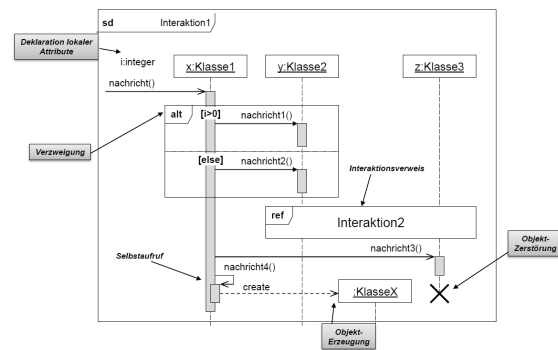 sd Interaktion1
Deklaration lokaler
Attribute
i:integer
x:Klasse1 y:Klasse2 z:Klasse3
nachricht()
alt [i>0] nachricht1()
Verzweigung
[else] nachricht2()
Interaktionsverweis
ref Interaktion2
Objekt-
Zerstörung
nachricht3()
Selbstaufruf
nachricht4()
create
:KlasseX
Objekt-
Erzeugung